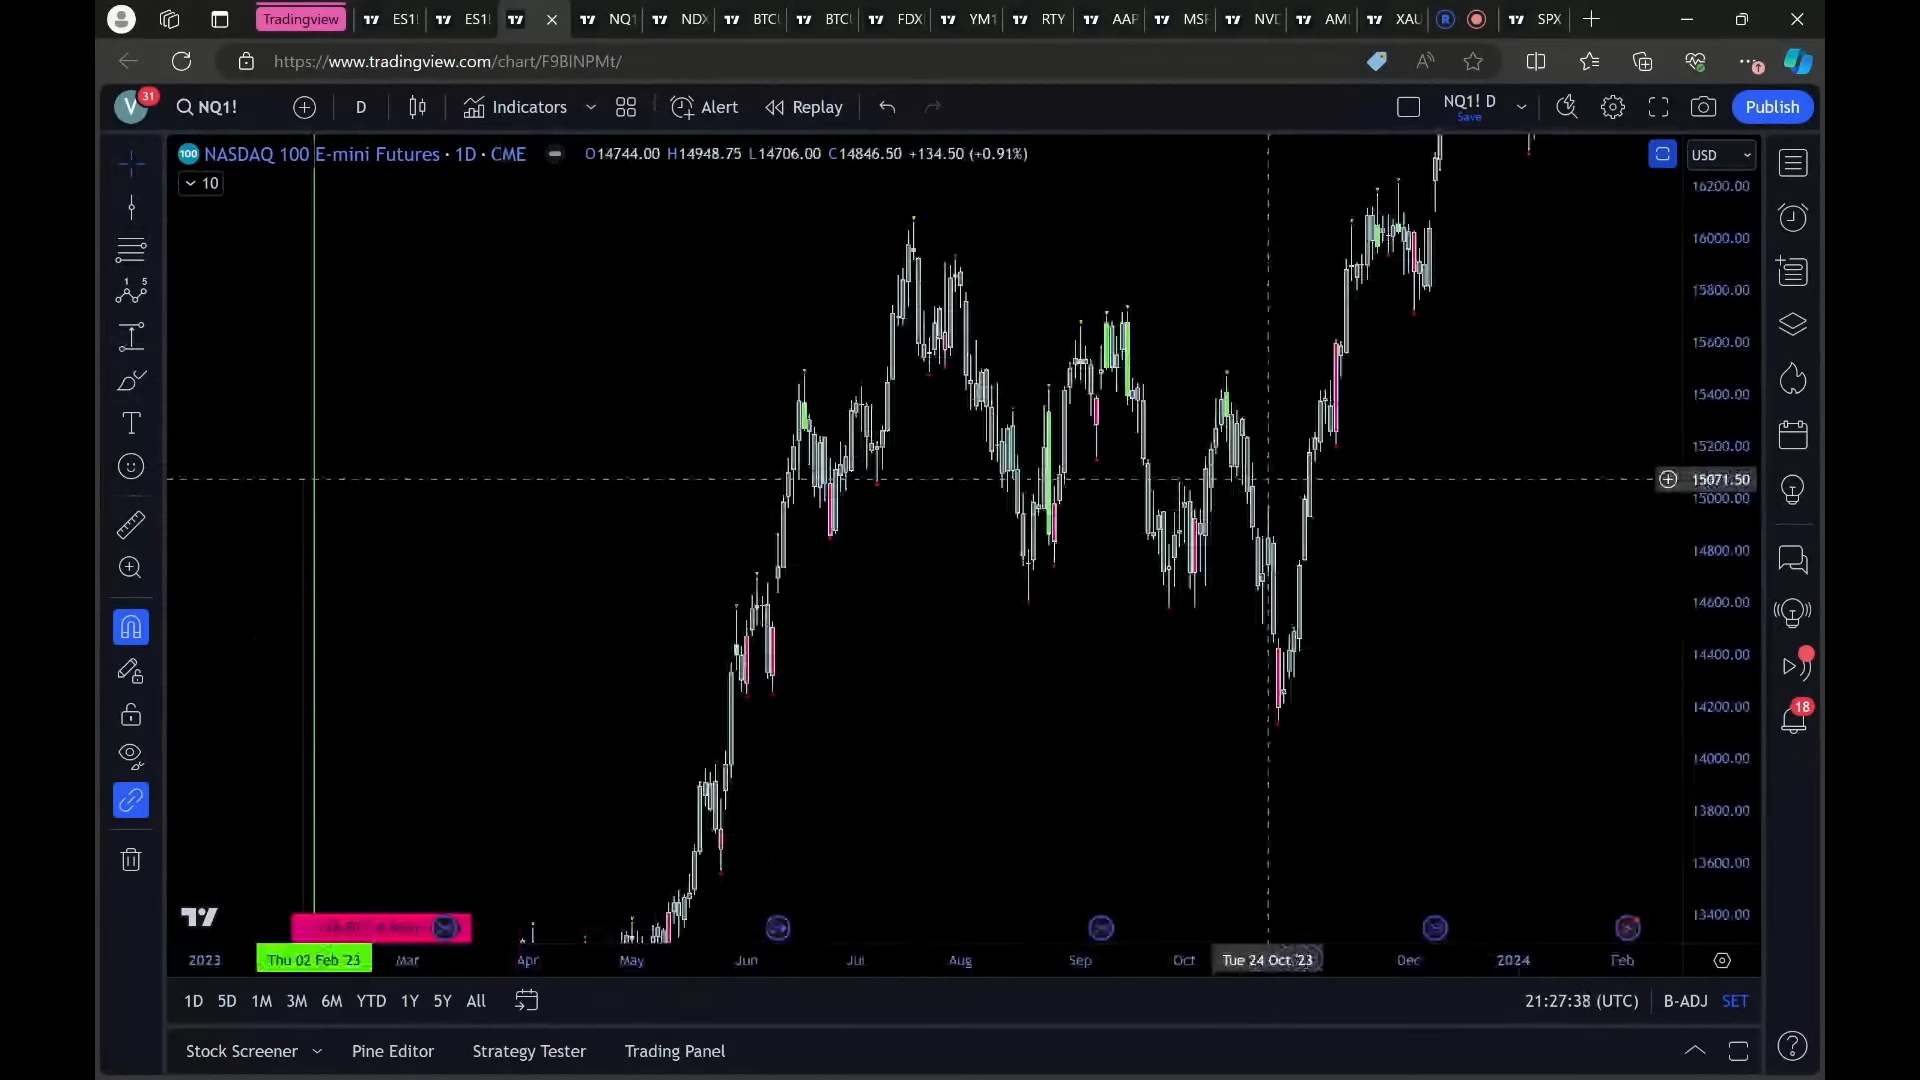 Tradingview ES1! ES1! NQ1 NDX BTCU BTCU FDX YM1 RTY AAP MSF NVD AMD XAU R SPX
https://www.tradingview.com/chart/F9BINPMt/
V 31 NQ1! D Indicators Alert Replay NQ1! D Save Publish
100 NASDAQ 100 E-mini Futures · 1D · CME O14744.00 H14948.75 L14706.00 C14846.50 +134.50 (+0.91%) USD
10
16200.00
16000.00
15800.00
15600.00
15400.00
15200.00
15071.50
15000.00
14800.00
14600.00
14400.00
14200.00
18
14000.00
13800.00
13600.00
13400.00
2023 Thu 02 Feb '23 Mar Apr May Jun Jul Aug Sep Oct Tue 24 Oct '23 Dec 2024 Feb
1D 5D 1M 3M 6M YTD 1Y 5Y All 21:27:38 (UTC) B-ADJ SET
Stock Screener Pine Editor Strategy Tester Trading Panel